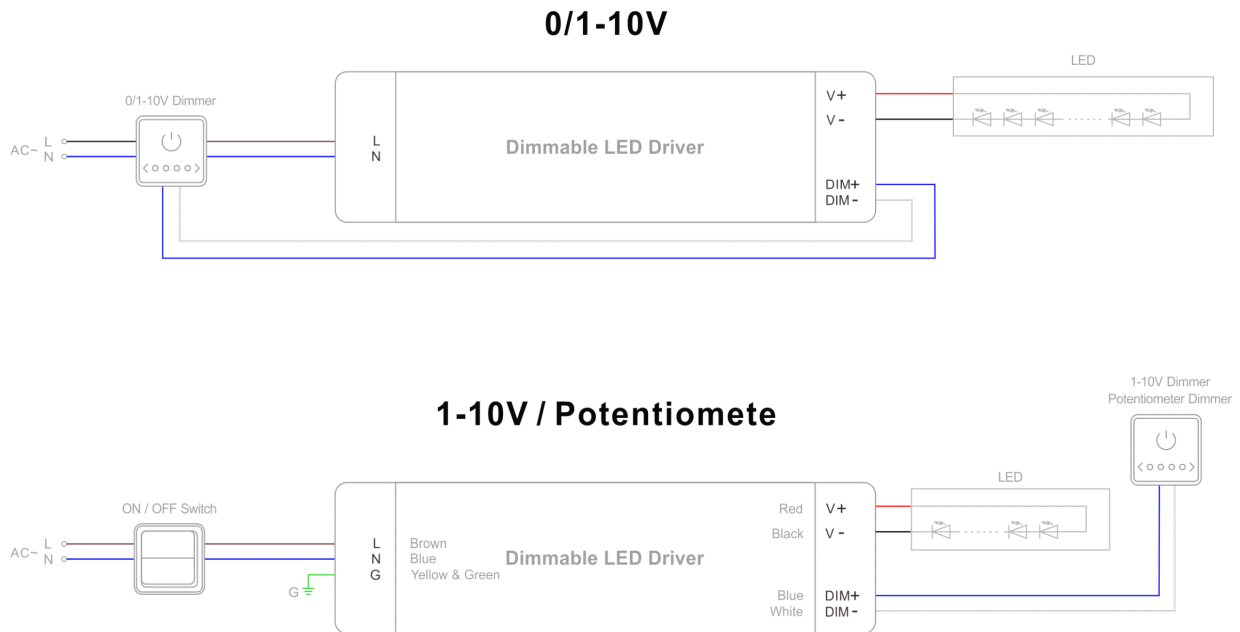 0/1-10V
LED
0/1-10V Dimmer
V+
V-
AC~ L
N
L
N
Dimmable LED Driver
DIM+
DIM-
1-10V Dimmer
Potentiometer Dimmer
1-10V / Potentiomete
LED
ON / OFF Switch
Red V+
Black V-
AC~ L
N
L Brown
N Blue
G Yellow & Green
Dimmable LED Driver
G
Blue DIM+
White DIM-